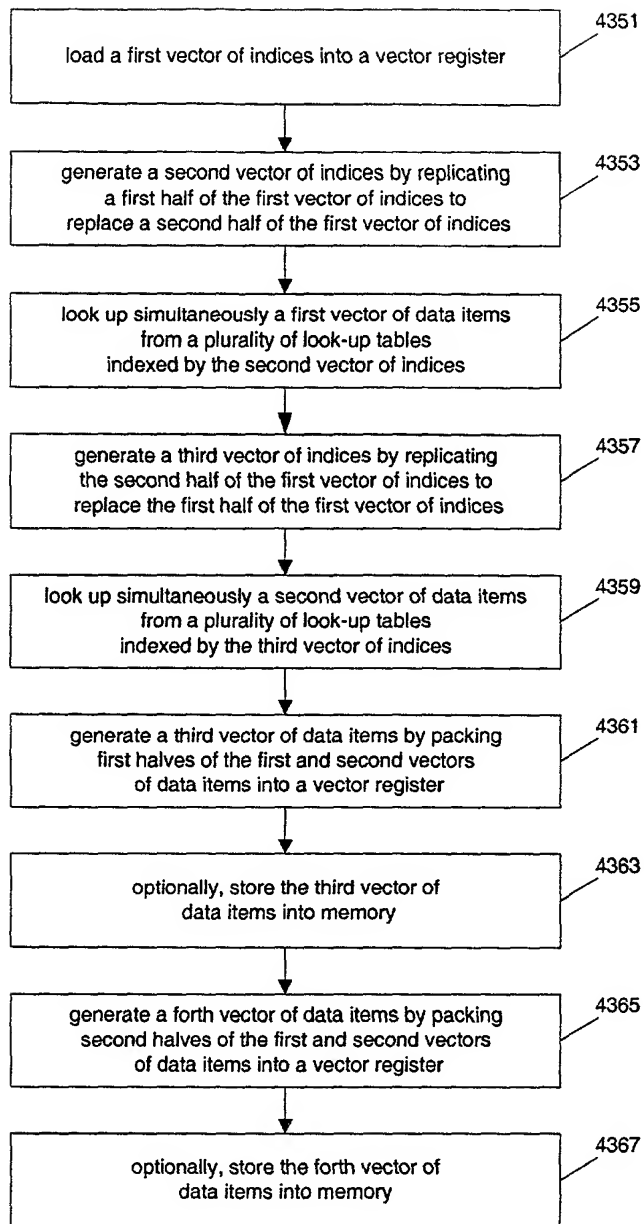 4351
load a first vector of indices into a vector register
4353
generate a second vector of indices by replicating
a first half of the first vector of indices to
replace a second half of the first vector of indices
4355
look up simultaneously a first vector of data items
from a plurality of look-up tables
indexed by the second vector of indices
4357
generate a third vector of indices by replicating
the second half of the first vector of indices to
replace the first half of the first vector of indices
4359
look up simultaneously a second vector of data items
from a plurality of look-up tables
indexed by the third vector of indices
4361
generate a third vector of data items by packing
first halves of the first and second vectors
of data items into a vector register
4363
optionally, store the third vector of
data items into memory
4365
generate a forth vector of data items by packing
second halves of the first and second vectors
of data items into a vector register
4367
optionally, store the forth vector of
data items into memory